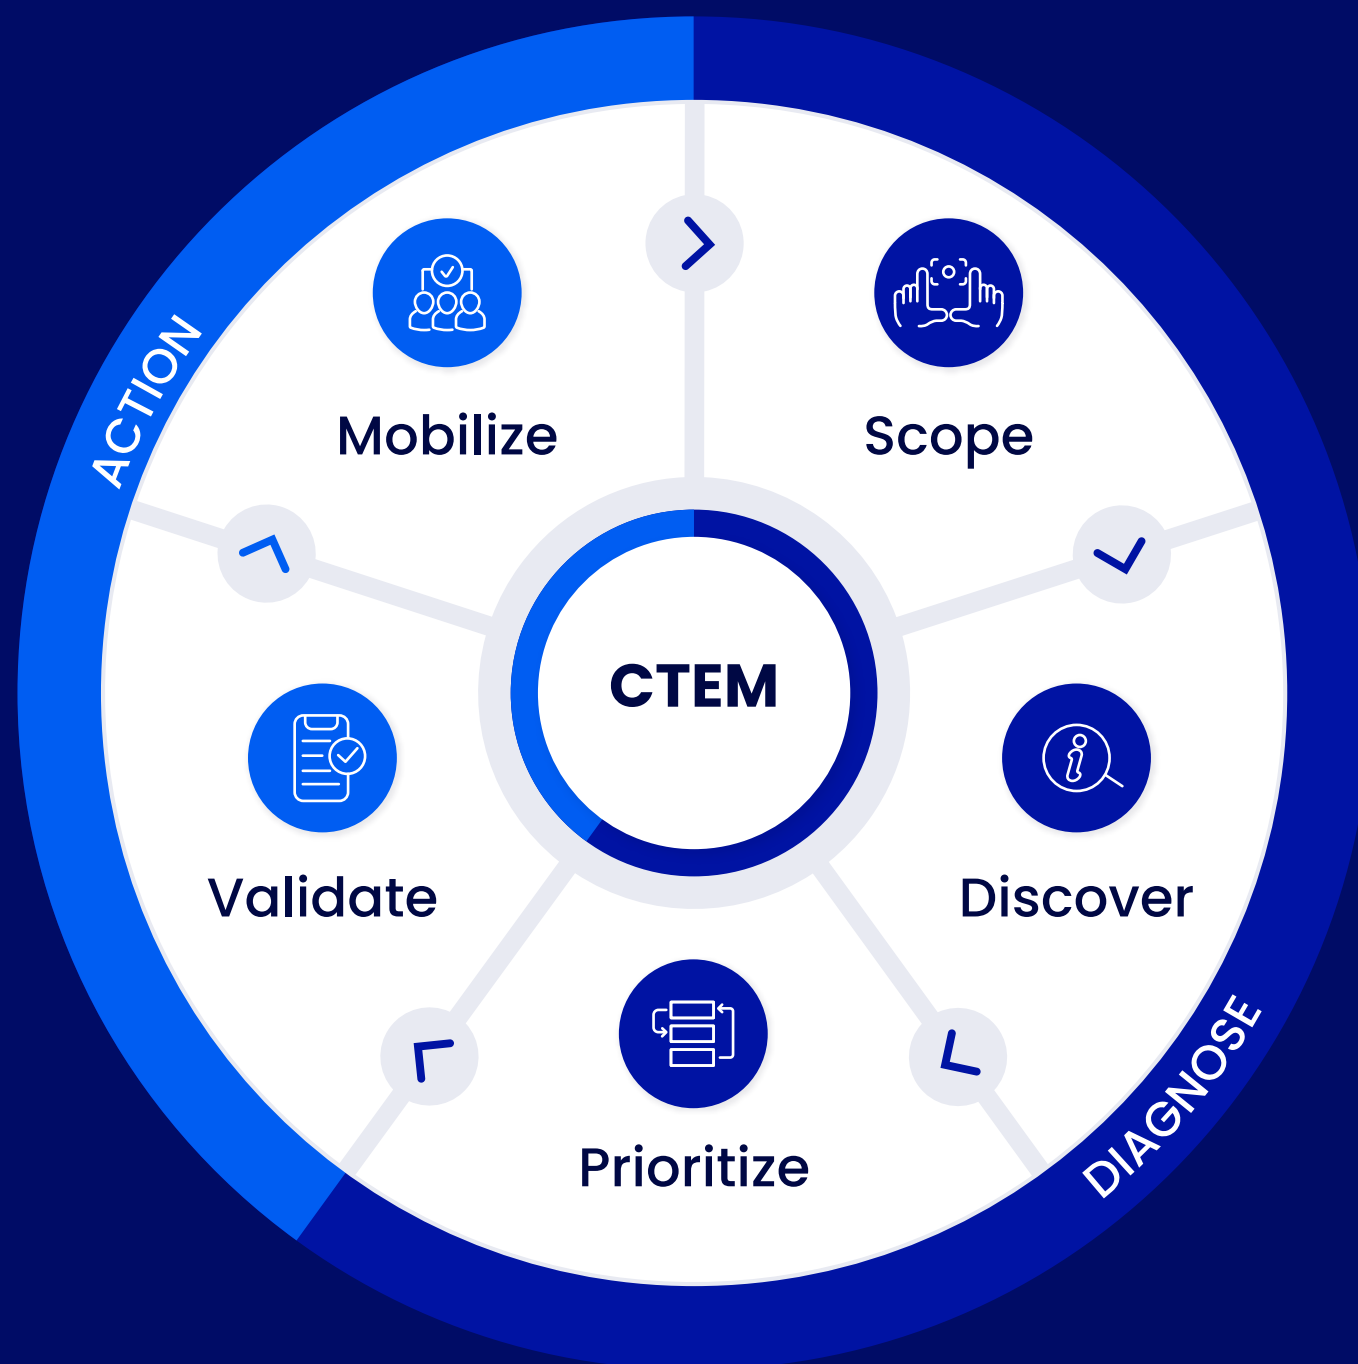 ACTION
Mobilize
Scope
CTEM
Validate
Discover
Prioritize
DIAGNOSE